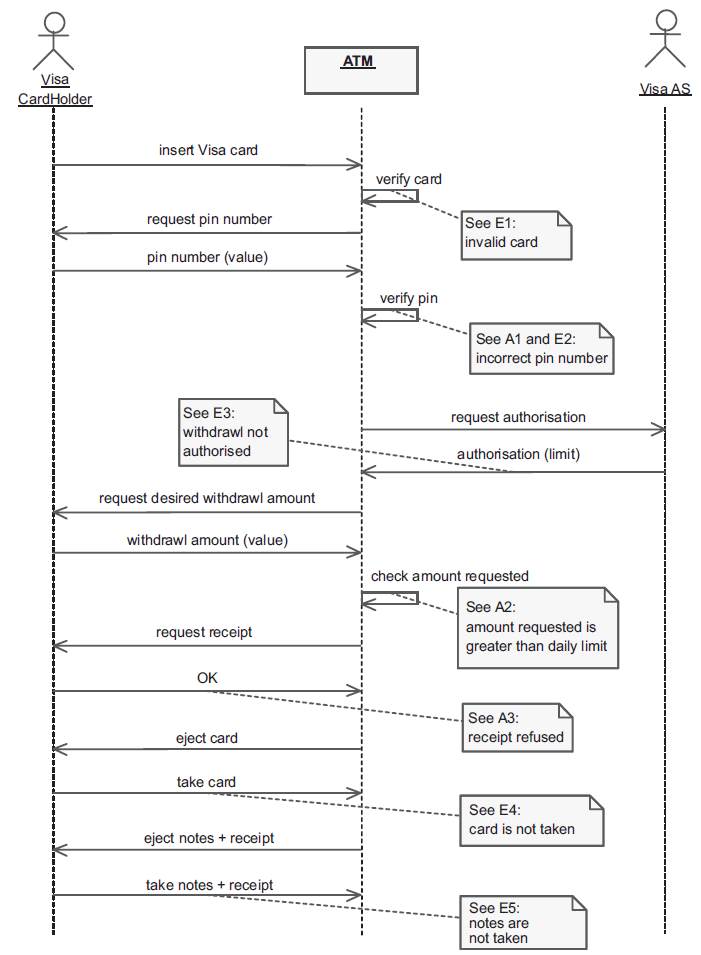 Visa
CardHolder
ATM
Visa AS
insert Visa card
verify card
request pin number
See E1:
invalid card
pin number (value)
verify pin
See A1 and E2:
incorrect pin number
See E3:
withdrawl not
authorised
request authorisation
authorisation (limit)
request desired withdrawl amount
withdrawl amount (value)
check amount requested
See A2:
amount requested is
greater than daily limit
request receipt
OK
See A3:
receipt refused
eject card
take card
See E4:
card is not taken
eject notes + receipt
take notes + receipt
See E5:
notes are
not taken